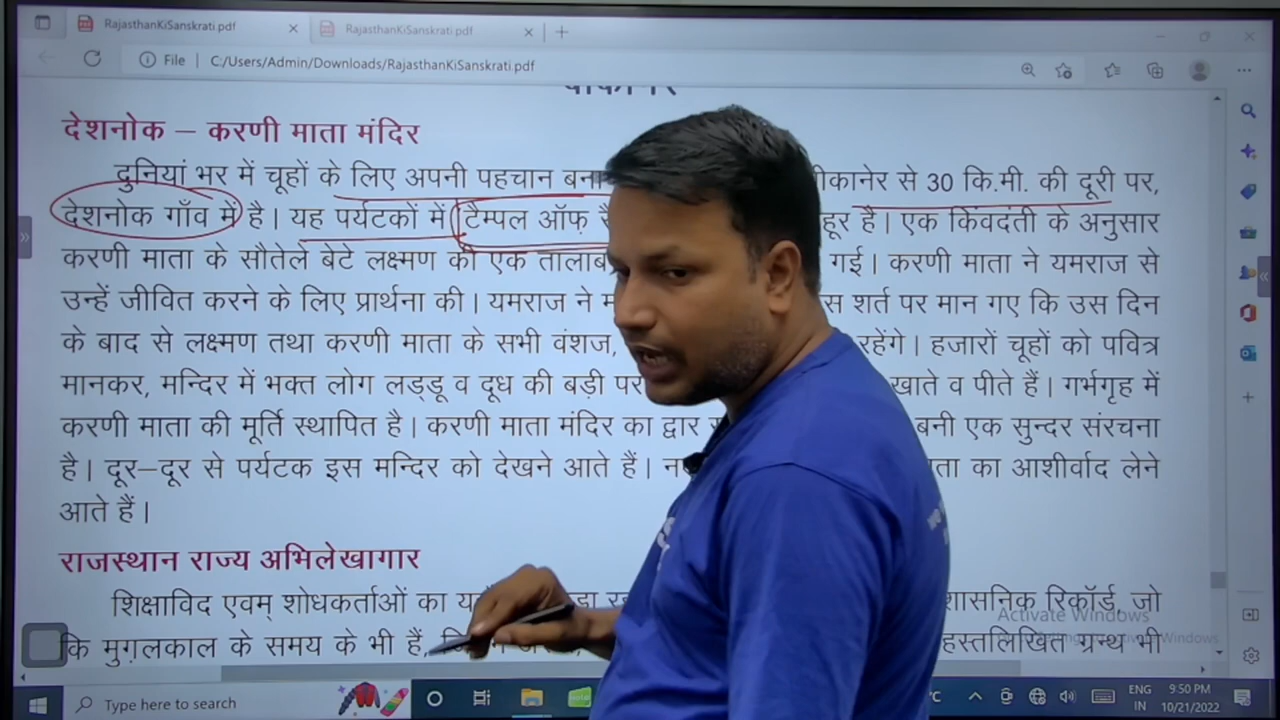 RajasthanKiSanskrati.pdf
RajasthanKiSanskrati.pdf
File | C:/Users/Admin/Downloads/RajasthanKiSanskrati.pdf
देशनोक – करणी माता मंदिर
दुनियां भर में चूहों के लिए अपनी पहचान से 30 कि.मी. की दूरी पर,
देशनोक गाँव में है। यह पर्यटकों में टैम्पल ऑफ़ है। एक किंवदंती के अनुसार
करणी माता के सौतेले बेटे लक्ष्मण की एक तालाब गई। करणी माता ने यमराज से
उन्हें जीवित करने के लिए प्रार्थना की। यमराज ने शर्त पर मान गए कि उस दिन
के बाद से लक्ष्मण तथा करणी माता के सभी वंशज, रहेंगे। हजारों चूहों को पवित्र
मानकर, मन्दिर में भक्त लोग लड्डू व दूध की बड़ी खाते व पीते हैं। गर्भगृह में
करणी माता की मूर्ति स्थापित है। करणी माता मंदिर का द्वार बनी एक सुन्दर संरचना
है। दूर–दूर से पर्यटक इस मन्दिर को देखने आते हैं। का आशीर्वाद लेने
आते हैं।
राजस्थान राज्य अभिलेखागार
शिक्षाविद एवम् शोधकर्ताओं का रिकॉर्ड, जो
कि मुग़लकाल के समय के भी हैं, हस्तलिखित ग्रन्थ भी
Activate Windows
Type here to search
ENG
IN
9:50 PM
10/21/2022